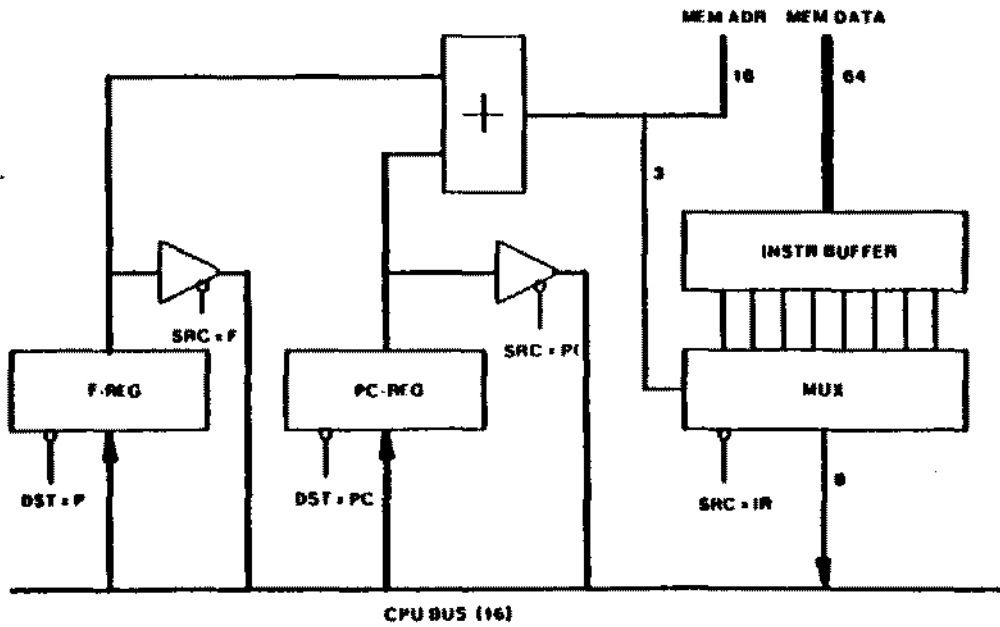 MEM ADR MEM DATA
16
64
+
3
INSTR BUFFER
SRC = F
SRC = P(
F-REG
PC-REG
MUX
DST = P
DST = PC
SRC = IR
8
CPU BUS (16)